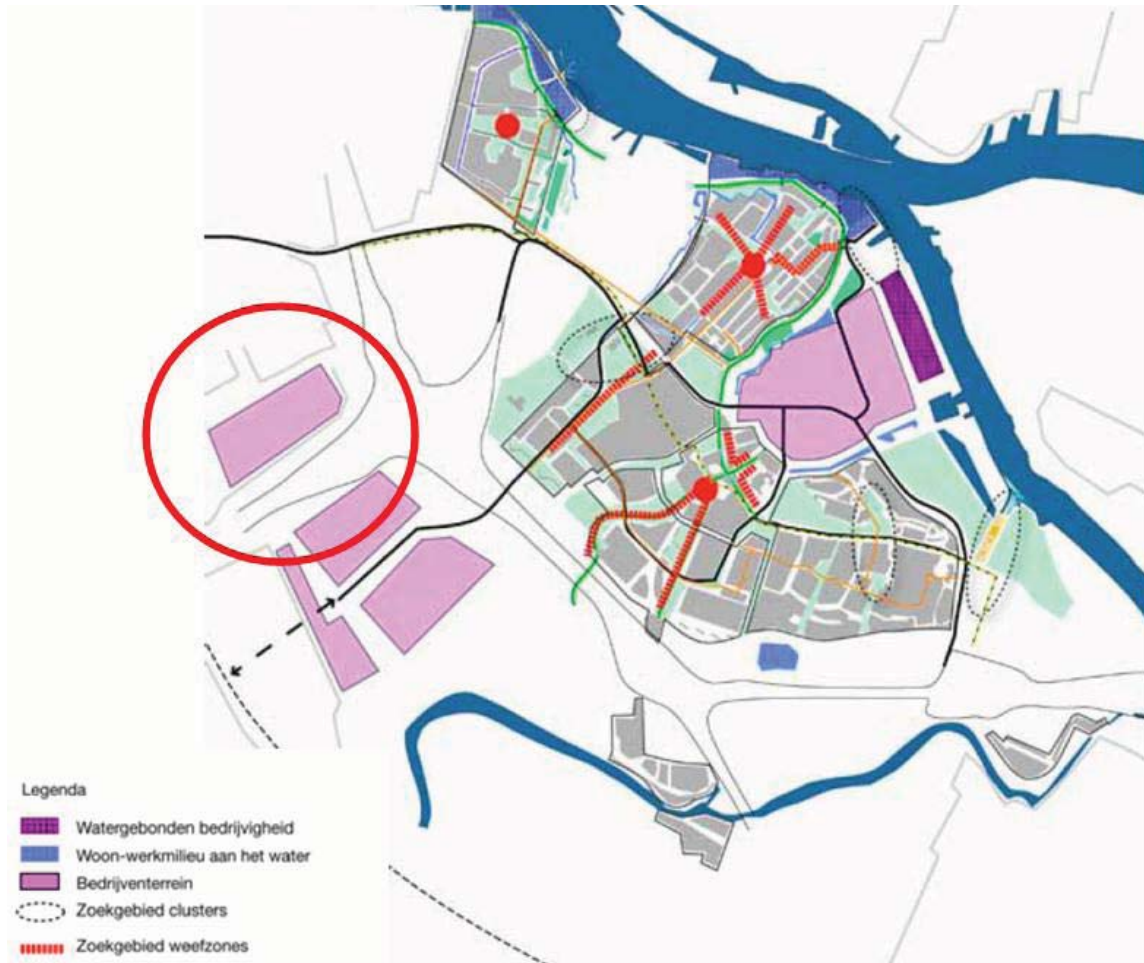 Legenda
Watergebonden bedrijvigheid
Woon-werkmilieu aan het water
Bedrijventerrein
Zoekgebied clusters
Zoekgebied weefzones